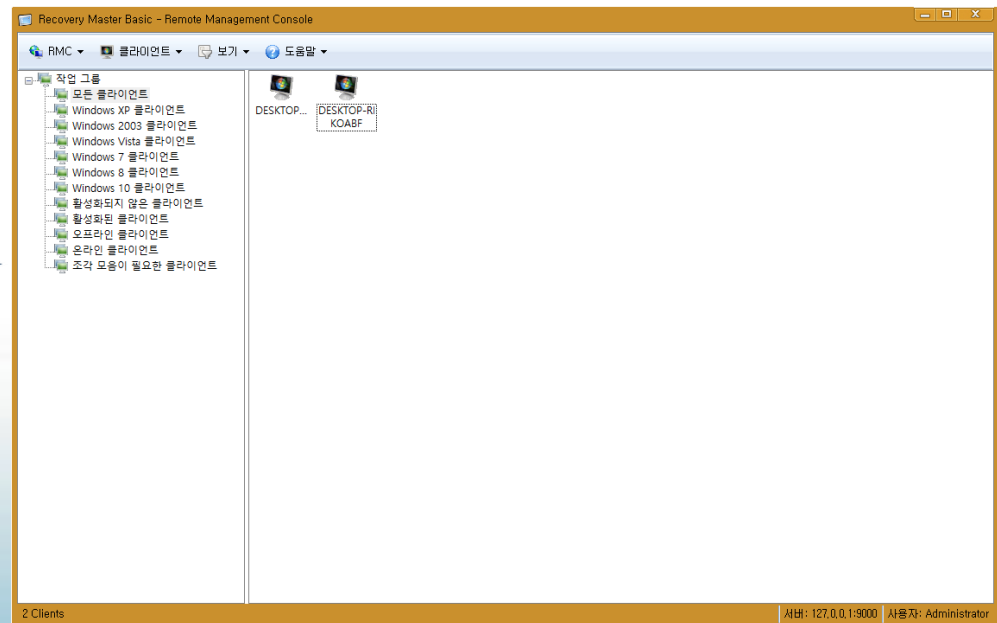 Recovery Master Basic - Remote Management Console
RMC 클라이언트 보기 도움말
작업 그룹
모든 클라이언트
Windows XP 클라이언트
Windows 2003 클라이언트
Windows Vista 클라이언트
Windows 7 클라이언트
Windows 8 클라이언트
Windows 10 클라이언트
활성화되지 않은 클라이언트
활성화된 클라이언트
오프라인 클라이언트
온라인 클라이언트
조각 모음이 필요한 클라이언트
DESKTOP...
DESKTOP-RI
KOABF
2 Clients
서버: 127,0,0,1:9000 사용자: Administrator